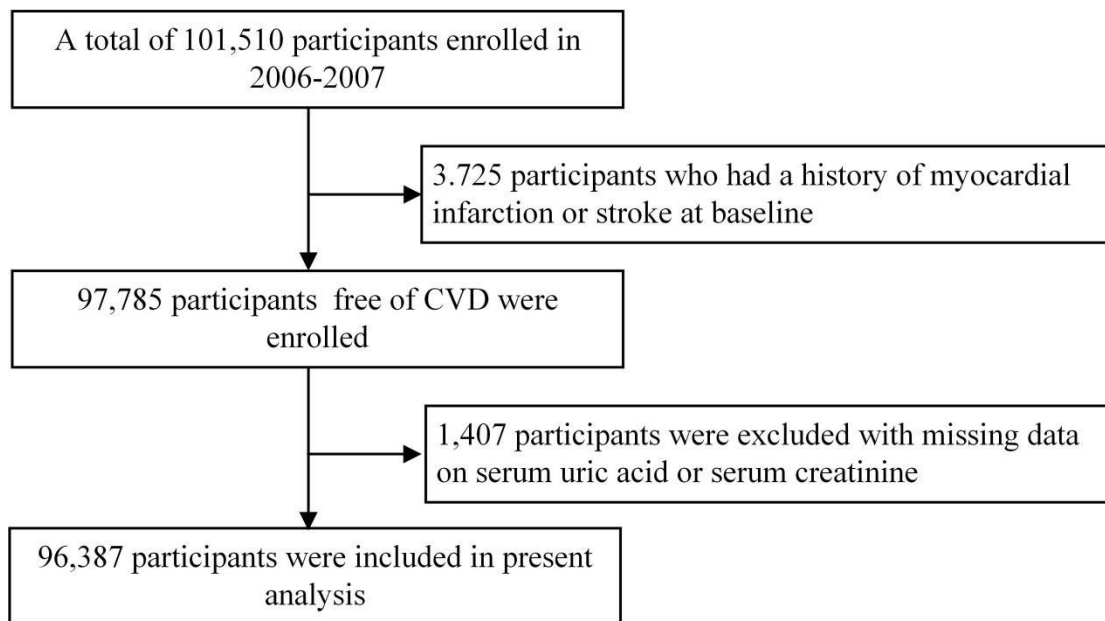 A total of 101,510 participants enrolled in
2006-2007
3.725 participants who had a history of myocardial
infarction or stroke at baseline
97,785 participants free of CVD were
enrolled
1,407 participants were excluded with missing data
on serum uric acid or serum creatinine
96,387 participants were included in present
analysis